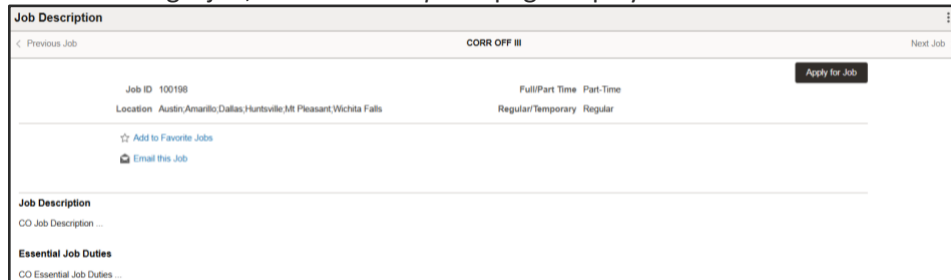 Job Description
Previous Job CORR OFF III Next Job
Apply for Job
Job ID 100198 Full/Part Time Part-Time
Location Austin;Amarillo;Dallas;Huntsville;Mt Pleasant;Wichita Falls Regular/Temporary Regular
Add to Favorite Jobs
Email this Job
Job Description
CO Job Description ...
Essential Job Duties
CO Essential Job Duties ...